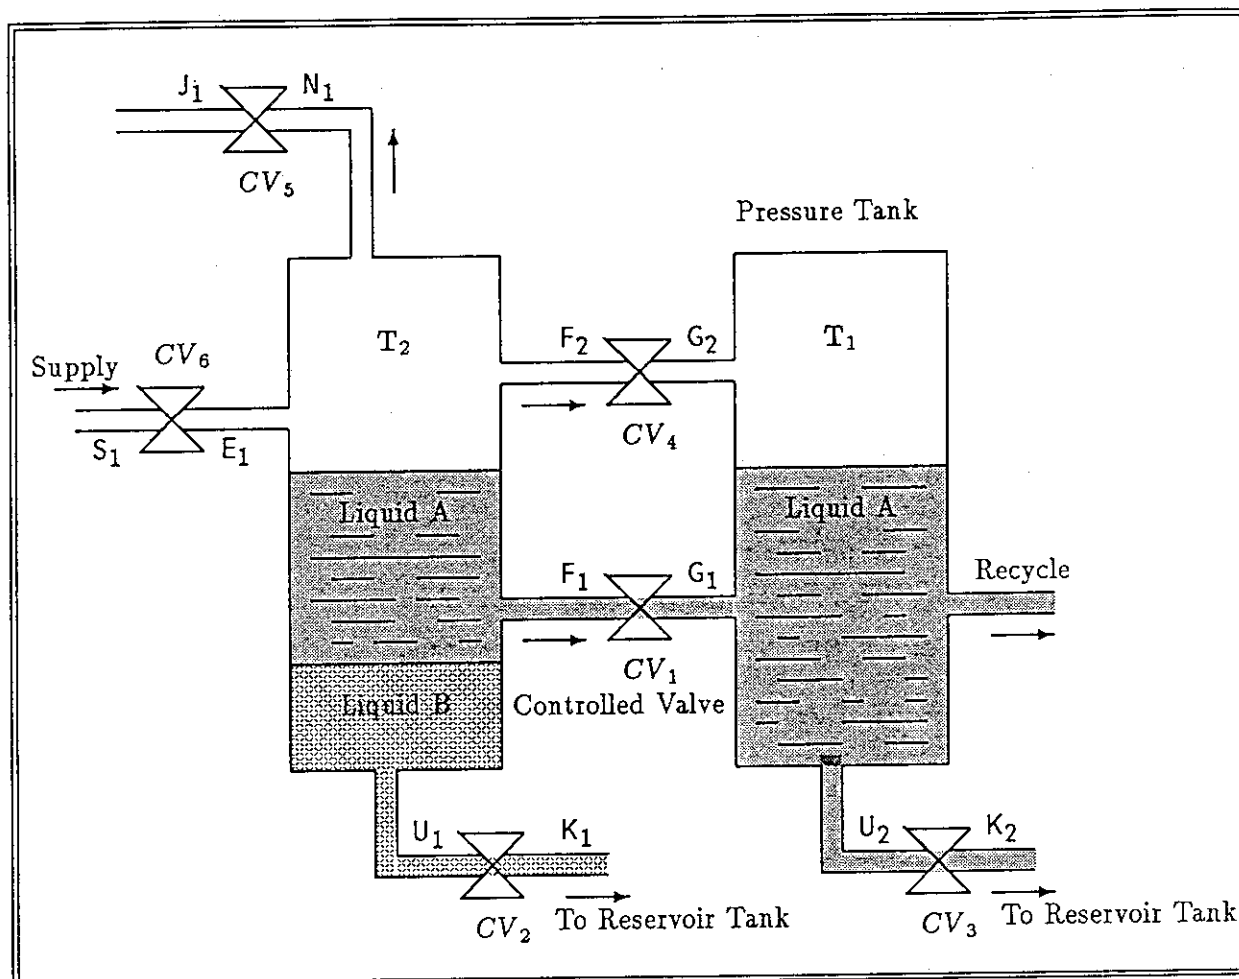 J₁ N₁
CV₅
Pressure Tank
T₂ F₂ G₂ T₁
CV₆
Supply
CV₄
S₁ E₁
Liquid A Liquid A
F₁ G₁ Recycle
CV₁
Liquid B Controlled Valve
U₁ K₁ U₂ K₂
CV₂ To Reservoir Tank CV₃ To Reservoir Tank